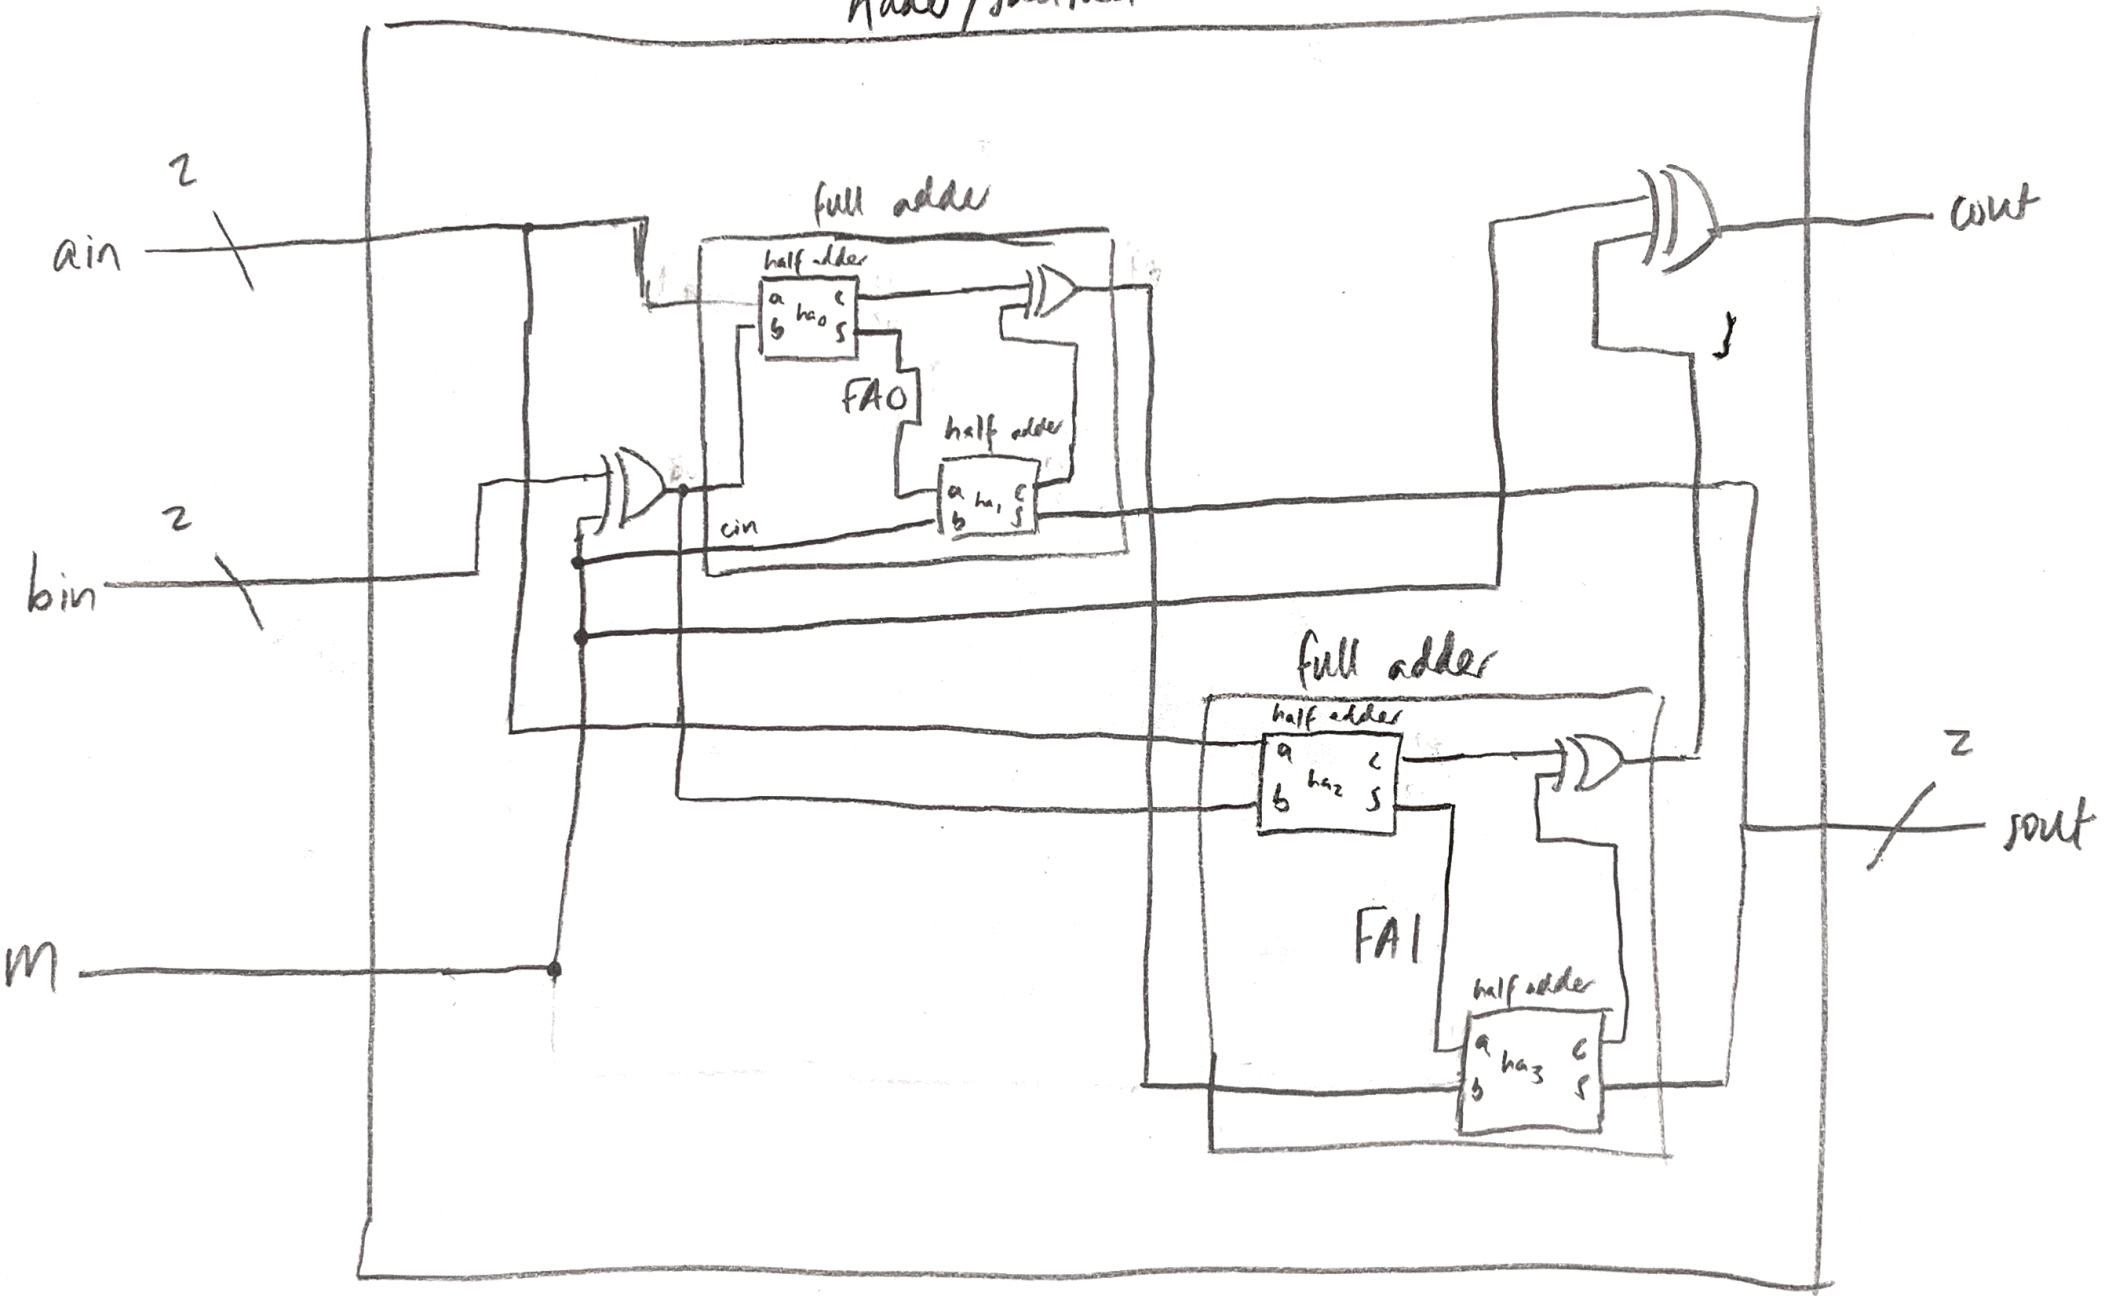 full adder
2
ain
cout
half adder
a c
ha0
b s
FA0
half adder
a c
ha1
b s
cin
2
bin
full adder
half adder
a c
ha2
b s
2
sout
FA1
m
half adder
a c
ha3
b s